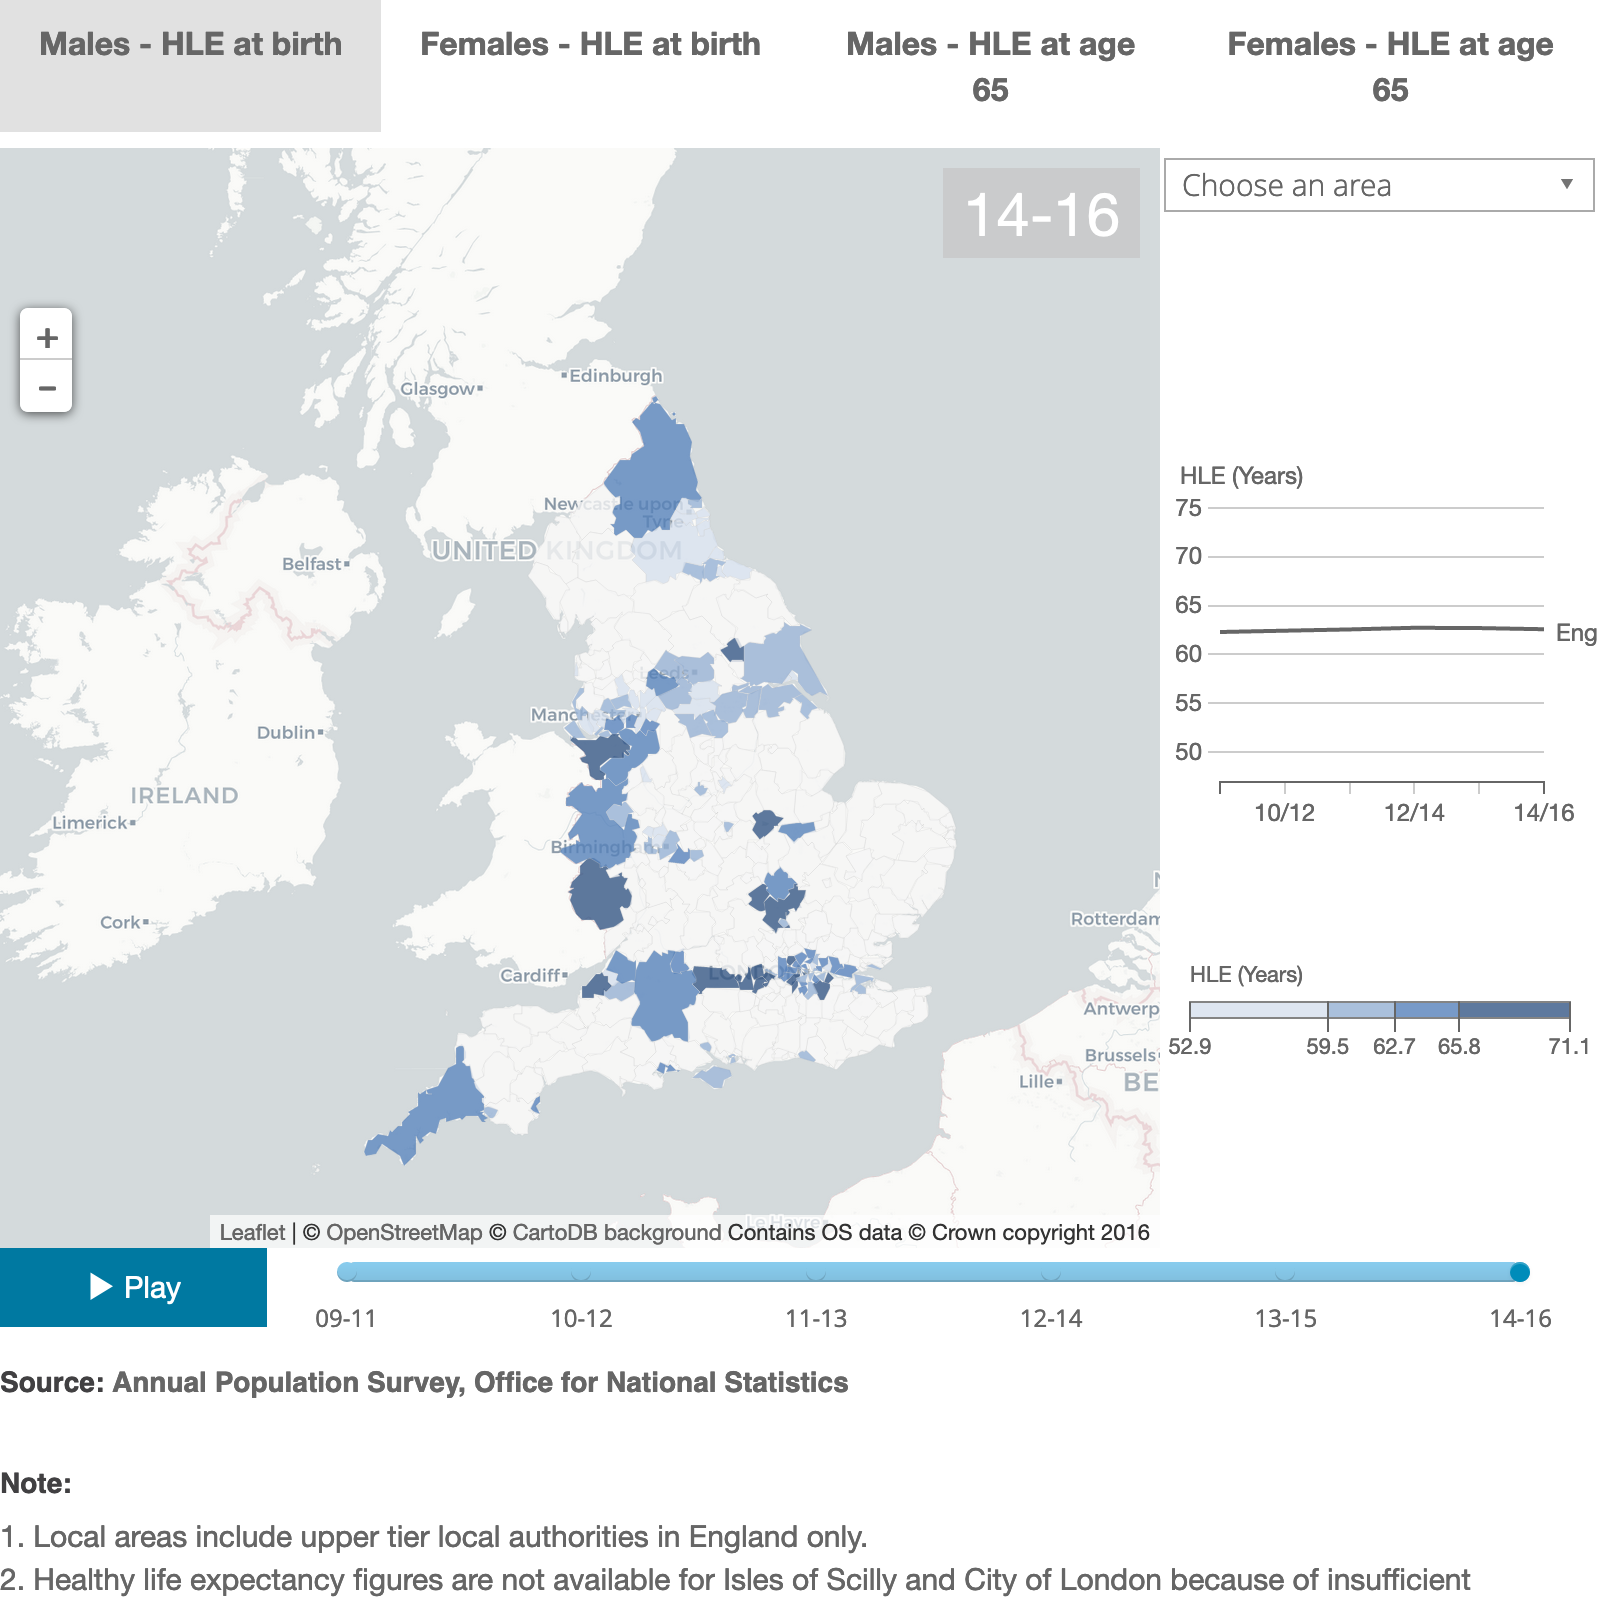 Males - HLE at birth
Females - HLE at birth
Males - HLE at age
65
Females - HLE at age
65
14-16
Choose an area
+
−
Glasgow
Edinburgh
Newcastle upon
Tyne
UNITED KINGDOM
Belfast
Leeds
Manchester
Dublin
IRELAND
Limerick
Birmingham
Cork
Cardiff
Rotterdam
Antwerp
Brussels
Lille
BE
Le Havre
HLE (Years)
75
70
65
60
55
50
Eng
10/12
12/14
14/16
HLE (Years)
52.9
59.5
62.7
65.8
71.1
Leaflet | © OpenStreetMap © CartoDB background Contains OS data © Crown copyright 2016
Play
09-11
10-12
11-13
12-14
13-15
14-16
Source: Annual Population Survey, Office for National Statistics
Note:
1. Local areas include upper tier local authorities in England only.
2. Healthy life expectancy figures are not available for Isles of Scilly and City of London because of insufficient